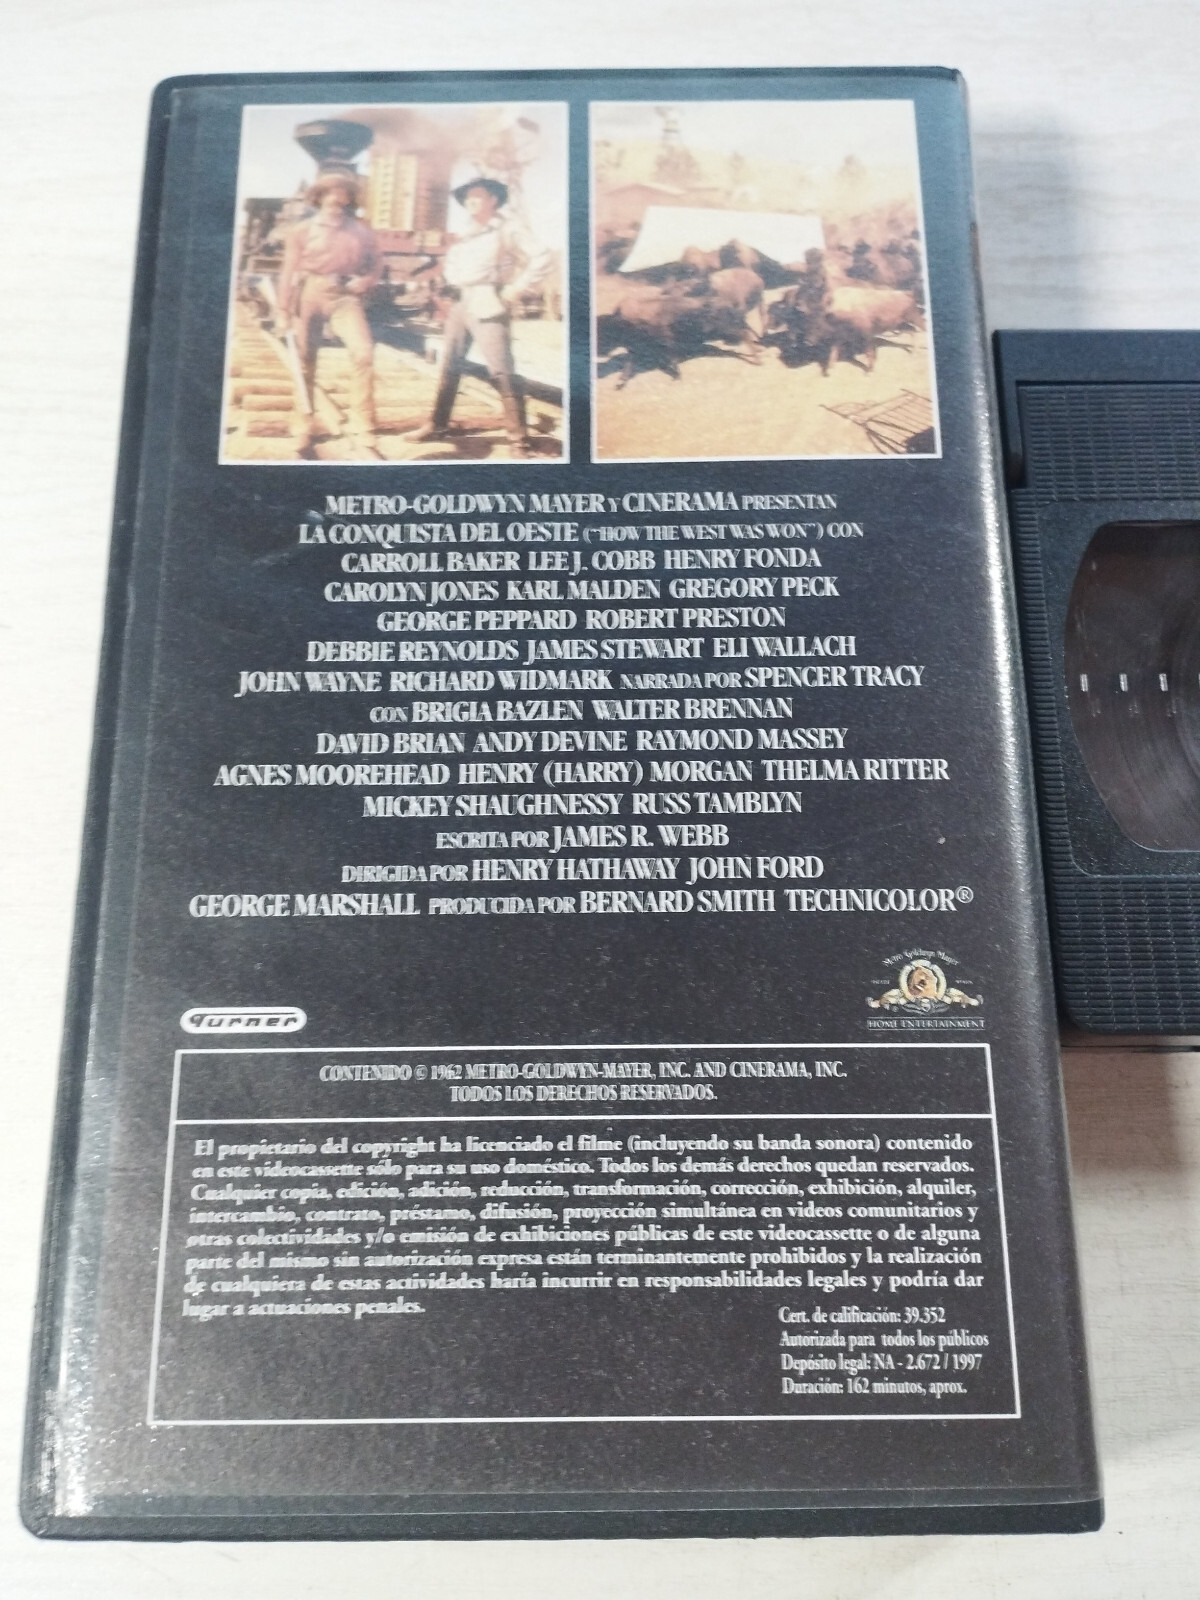 METRO-GOLDWYN MAYER Y CINERAMA PRESENTAN
LA CONQUISTA DEL OESTE ("HOW THE WEST WAS WON") CON
CARROLL BAKER LEE J. COBB HENRY FONDA
CAROLYN JONES KARL MALDEN GREGORY PECK
GEORGE PEPPARD ROBERT PRESTON
DEBBIE REYNOLDS JAMES STEWART ELI WALLACH
JOHN WAYNE RICHARD WIDMARK NARRADA POR SPENCER TRACY
CON BRIGIA BAZLEN WALTER BRENNAN
DAVID BRIAN ANDY DEVINE RAYMOND MASSEY
AGNES MOOREHEAD HENRY (HARRY) MORGAN THELMA RITTER
MICKEY SHAUGHNESSY RUSS TAMBLYN
ESCRITA POR JAMES R. WEBB
DIRIGIDA POR HENRY HATHAWAY JOHN FORD
GEORGE MARSHALL PRODUCIDA POR BERNARD SMITH TECHNICOLOR®
Metro Goldwyn Mayer
Turner
HOME ENTERTAINMENT
CONTENIDO © 1962 METRO-GOLDWYN-MAYER, INC. AND CINERAMA, INC.
TODOS LOS DERECHOS RESERVADOS.
El propietario del copyright ha licenciado el filme (incluyendo su banda sonora) contenido
en este videocassette sólo para su uso doméstico. Todos los demás derechos quedan reservados.
Cualquier copia, edición, adición, reducción, transformación, corrección, exhibición, alquiler,
intercambio, contrato, préstamo, difusión, proyección simultánea en videos comunitarios y
otras colectividades y/o emisión de exhibiciones públicas de este videocassette o de alguna
parte del mismo sin autorización expresa están terminantemente prohibidos y la realización
de cualquiera de estas actividades haría incurrir en responsabilidades legales y podría dar
lugar a actuaciones penales.
Cert. de calificación: 39.352
Autorizada para todos los públicos
Depósito legal: NA - 2.672 / 1997
Duración: 162 minutos, aprox.